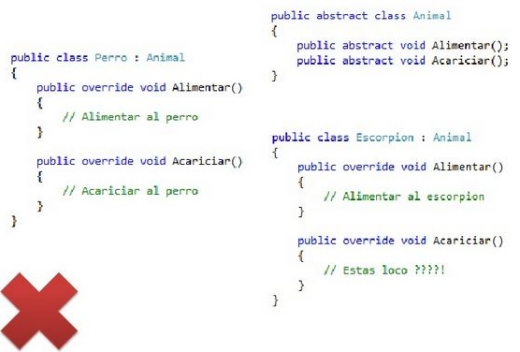 public class Perro : Animal
{
    public override void Alimentar()
    {
        // Alimentar al perro
    }

    public override void Acariciar()
    {
        // Acariciar al perro
    }
}
public abstract class Animal
{
    public abstract void Alimentar();
    public abstract void Acariciar();
}
public class Escorpion : Animal
{
    public override void Alimentar()
    {
        // Alimentar al escorpion
    }

    public override void Acariciar()
    {
        // Estas loco ????!
    }
}